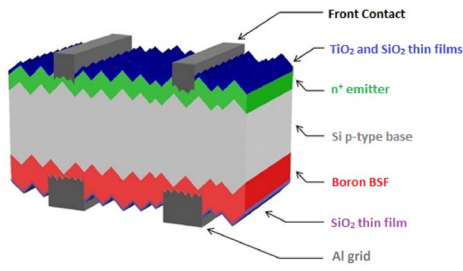 Front Contact
TiO₂ and SiO₂ thin films
n⁺ emitter
Si p-type base
Boron BSF
SiO₂ thin film
Al grid